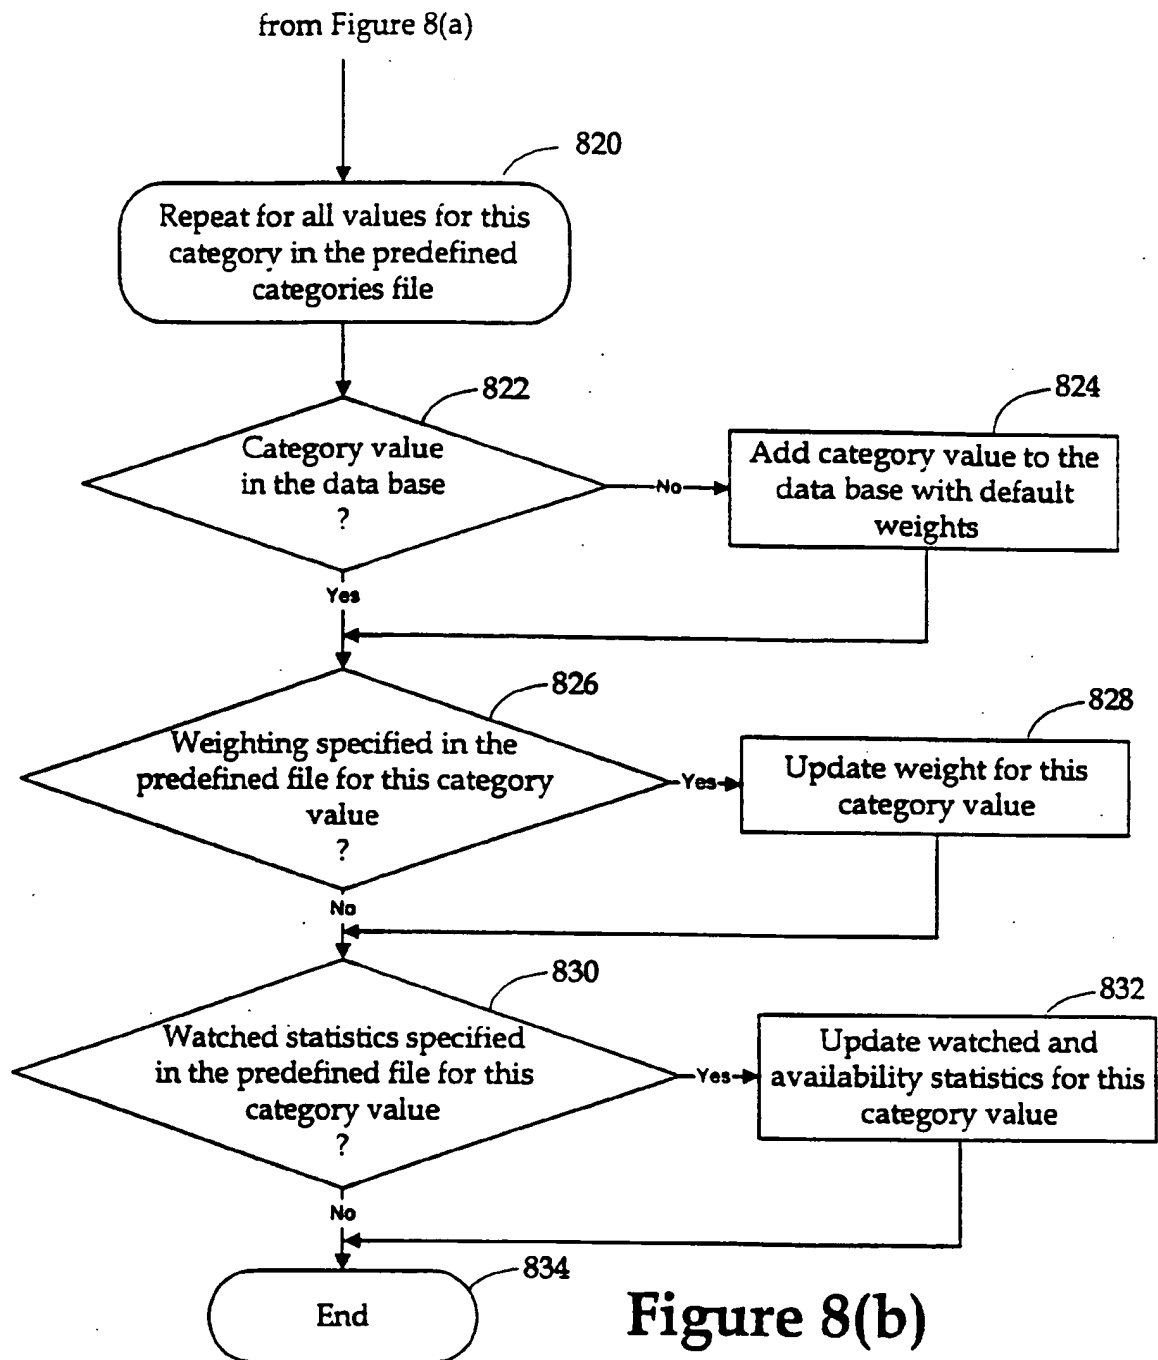 from Figure 8(a)
820
Repeat for all values for this
category in the predefined
categories file
822
Category value
in the data base
?
No
824
Add category value to the
data base with default
weights
Yes
826
Weighting specified in the
predefined file for this category
value
?
Yes
828
Update weight for this
category value
No
830
Watched statistics specified
in the predefined file for this
category value
?
Yes
832
Update watched and
availability statistics for this
category value
No
834
End
Figure 8(b)